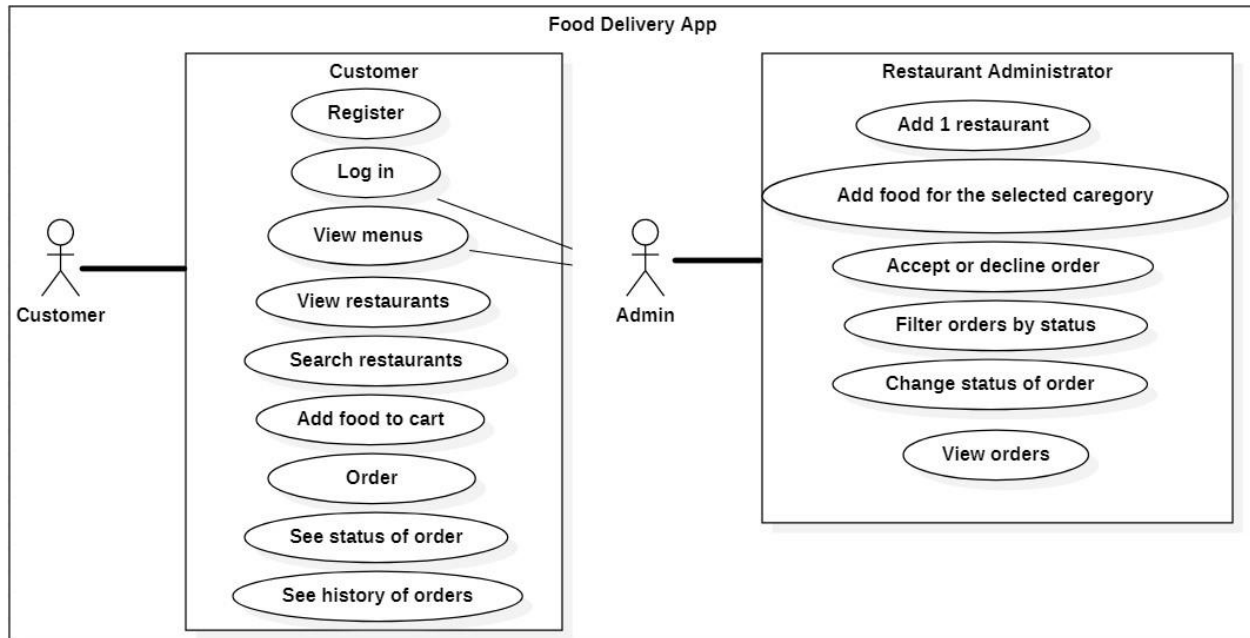 Food Delivery App
Customer
Register
Log in
View menus
View restaurants
Search restaurants
Add food to cart
Order
See status of order
See history of orders
Customer
Admin
Restaurant Administrator
Add 1 restaurant
Add food for the selected caregory
Accept or decline order
Filter orders by status
Change status of order
View orders